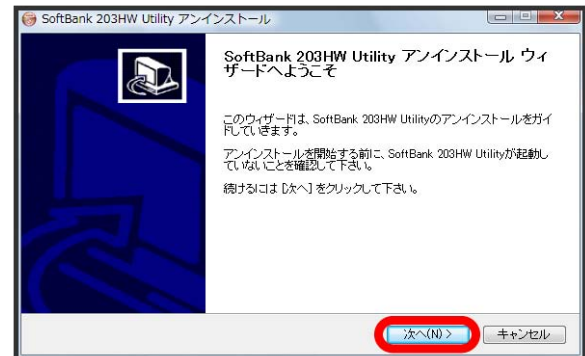 SoftBank 203HW Utility アンインストール
SoftBank 203HW Utility アンインストール ウィ
ザードへようこそ
このウィザードは、SoftBank 203HW Utilityのアンインストールをガイ
ドしていきます。
アンインストールを開始する前に、SoftBank 203HW Utilityが起動し
ていないことを確認して下さい。
続けるには [次へ] をクリックして下さい。
次へ(N) >
キャンセル